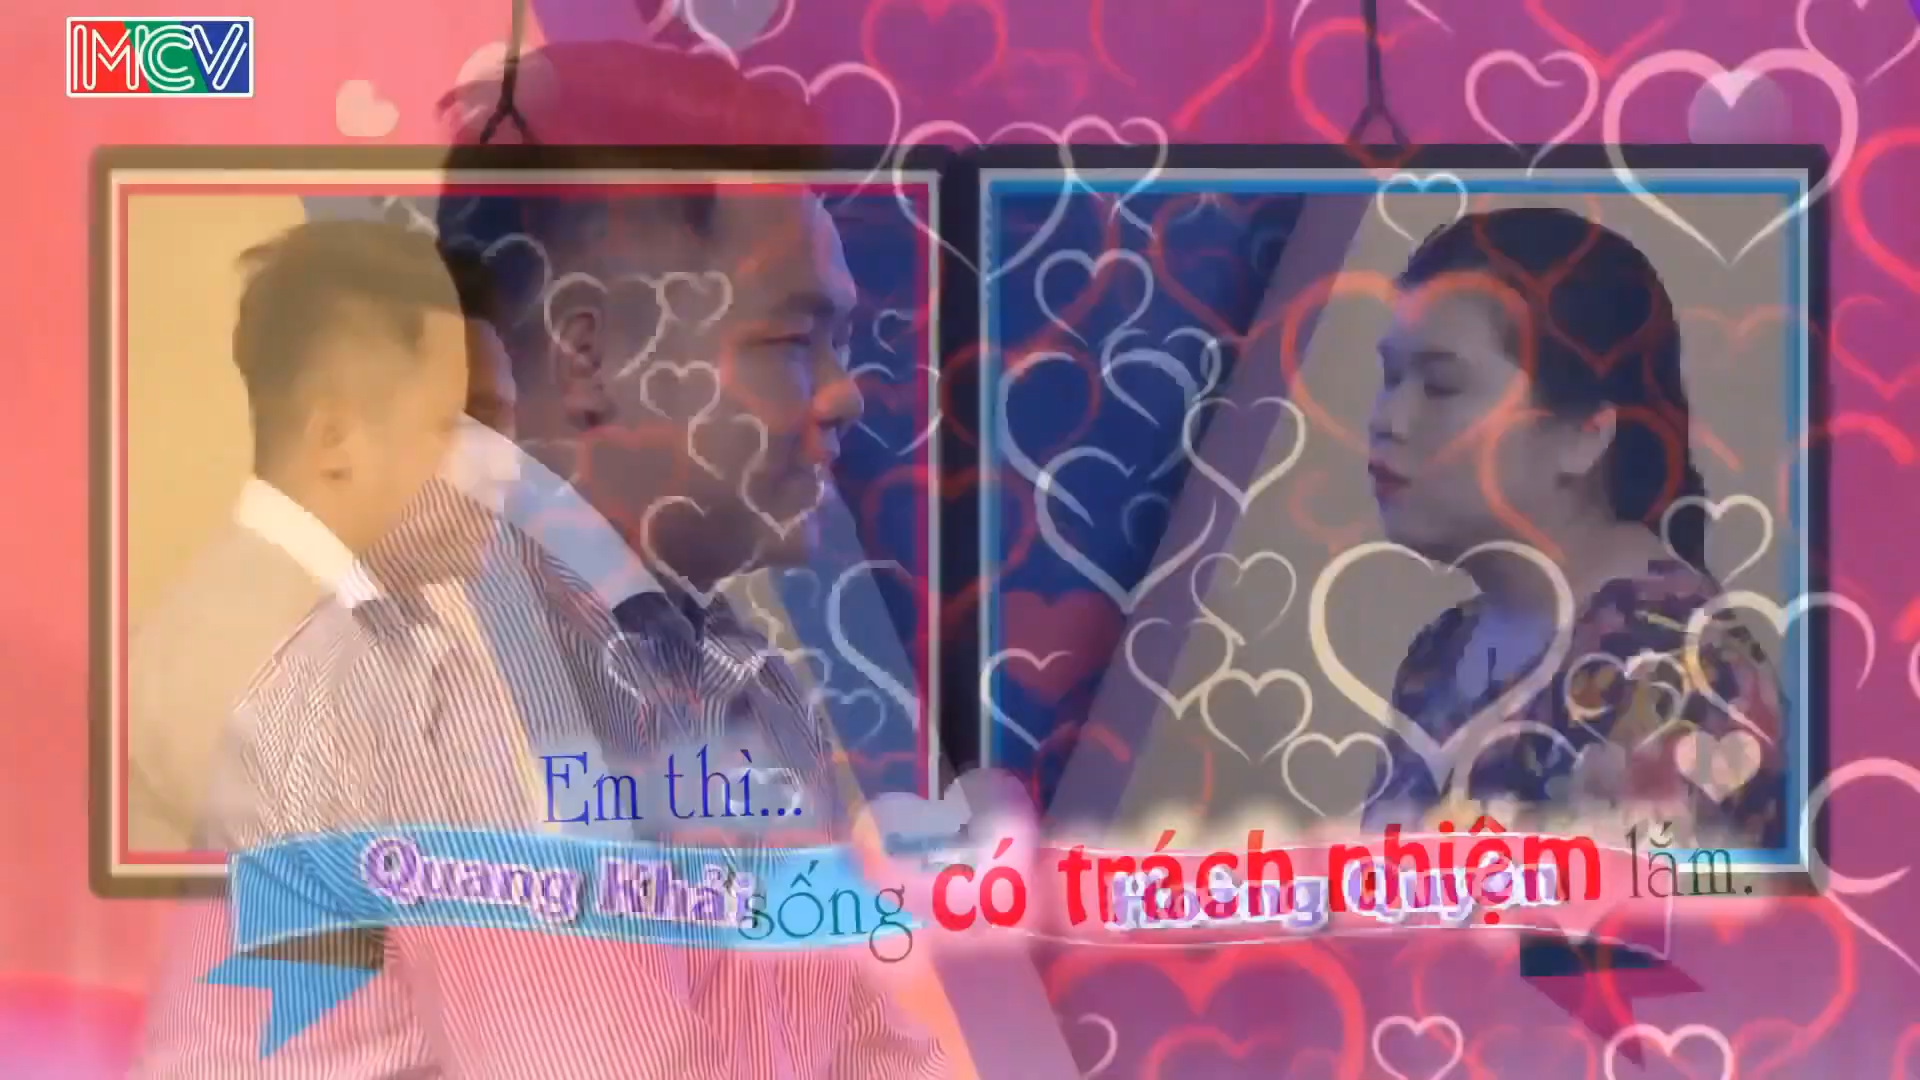 MCV
Em thì...
sống có trách nhiệm lắm.
Quang Khải Hoàng Quyên